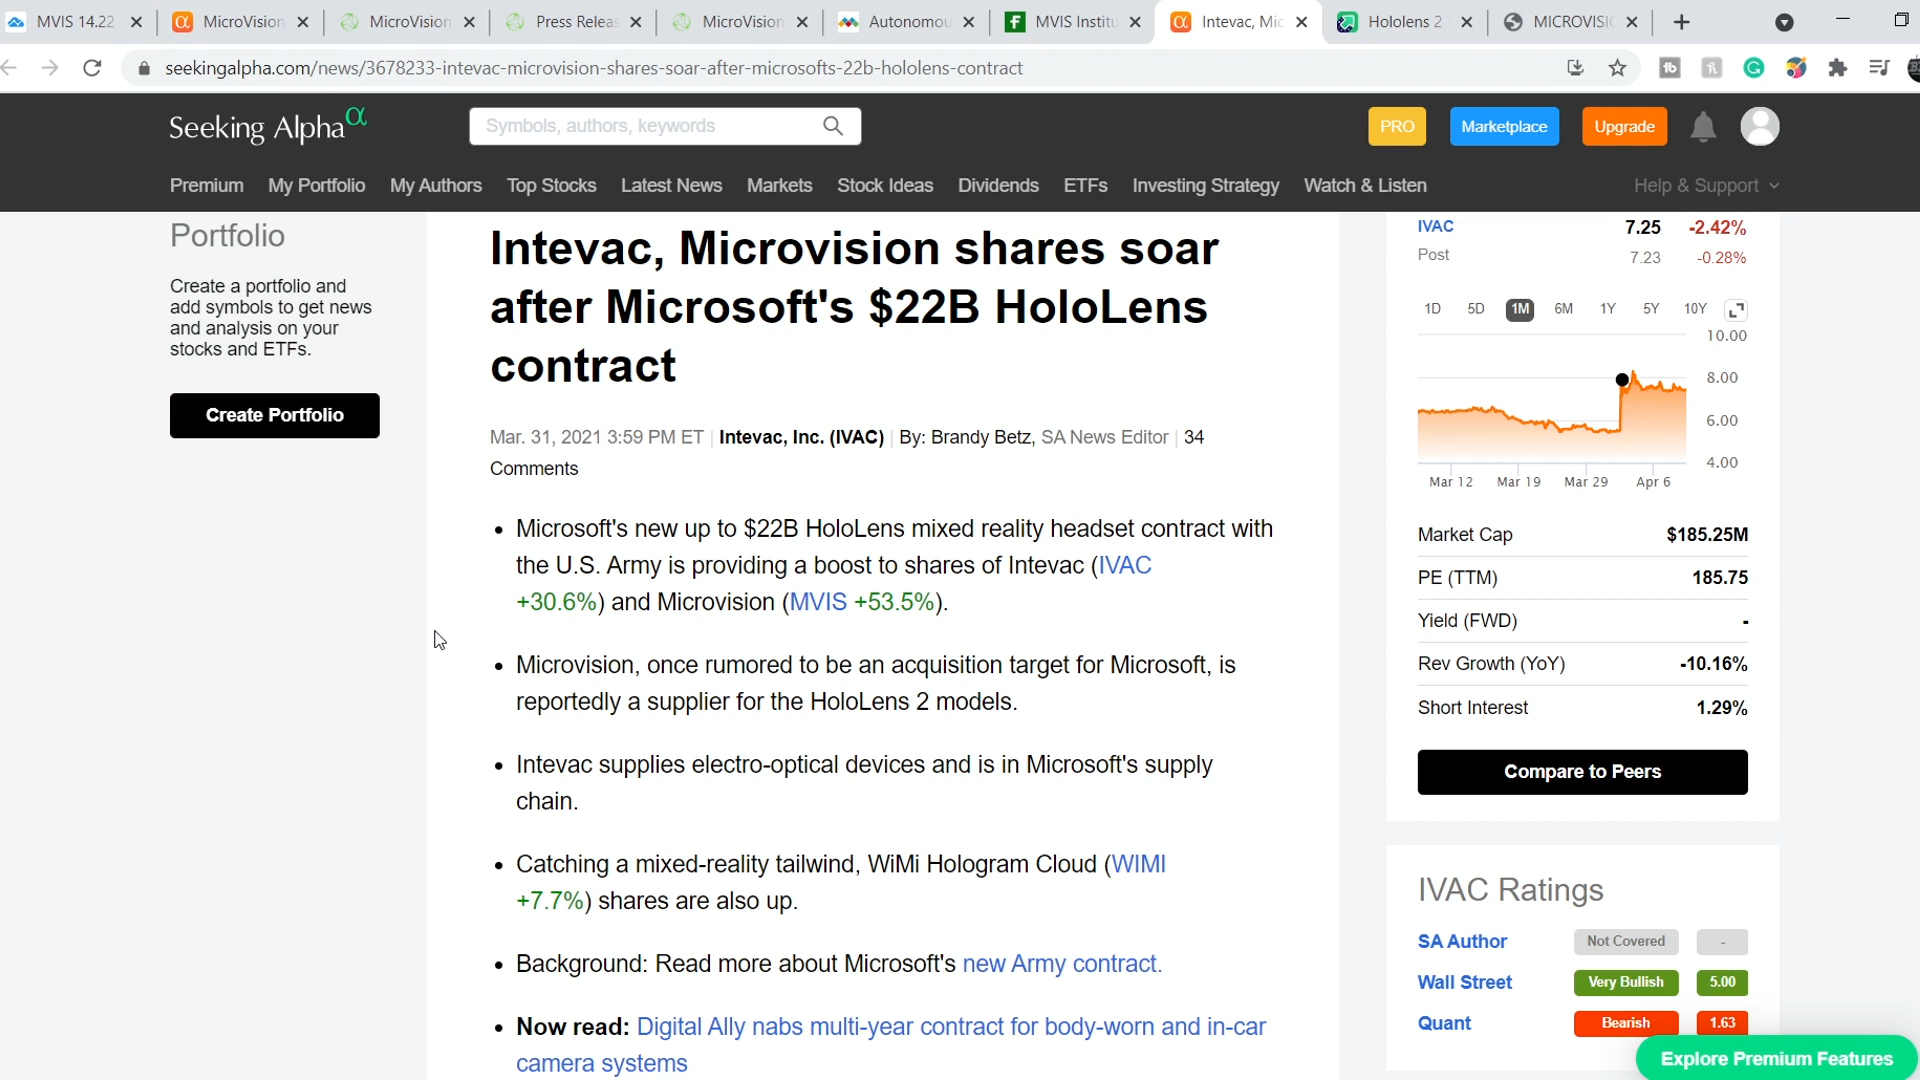 MVIS 14.22
MicroVision
MicroVision
Press Releas
MicroVision
Autonomou
MVIS Institu
Intevac, Mic
Hololens 2
MICROVISIO
seekingalpha.com/news/3678233-intevac-microvision-shares-soar-after-microsofts-22b-hololens-contract
Seeking Alpha α
Symbols, authors, keywords
PRO
Marketplace
Upgrade
Premium My Portfolio My Authors Top Stocks Latest News Markets Stock Ideas Dividends ETFs Investing Strategy Watch & Listen Help & Support
Portfolio
Create a portfolio and
add symbols to get news
and analysis on your
stocks and ETFs.
Create Portfolio
Intevac, Microvision shares soar
after Microsoft's $22B HoloLens
contract
Mar. 31, 2021 3:59 PM ET | Intevac, Inc. (IVAC) | By: Brandy Betz, SA News Editor | 34
Comments
• Microsoft's new up to $22B HoloLens mixed reality headset contract with
the U.S. Army is providing a boost to shares of Intevac (IVAC
+30.6%) and Microvision (MVIS +53.5%).
• Microvision, once rumored to be an acquisition target for Microsoft, is
reportedly a supplier for the HoloLens 2 models.
• Intevac supplies electro-optical devices and is in Microsoft's supply
chain.
• Catching a mixed-reality tailwind, WiMi Hologram Cloud (WIMI
+7.7%) shares are also up.
• Background: Read more about Microsoft's new Army contract.
• Now read: Digital Ally nabs multi-year contract for body-worn and in-car
camera systems
IVAC 7.25 -2.42%
Post 7.23 -0.28%
1D 5D 1M 6M 1Y 5Y 10Y
10.00
8.00
6.00
4.00
Mar 12 Mar 19 Mar 29 Apr 6
Market Cap $185.25M
PE (TTM) 185.75
Yield (FWD) -
Rev Growth (YoY) -10.16%
Short Interest 1.29%
Compare to Peers
IVAC Ratings
SA Author Not Covered -
Wall Street Very Bullish 5.00
Quant Bearish 1.63
Explore Premium Features